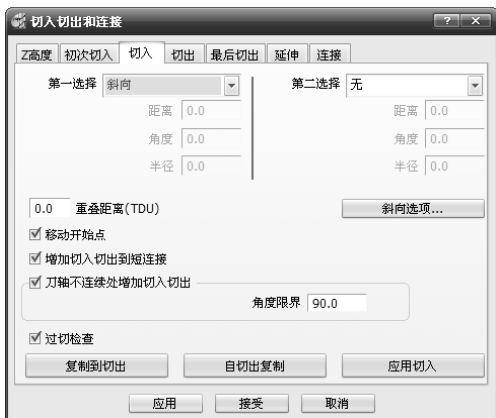 切入切出和连接
Z高度 初次切入 切入 切出 最后切出 延伸 连接
第一选择 斜向 第二选择 无
距离 0.0 距离 0.0
角度 0.0 角度 0.0
半径 0.0 半径 0.0
0.0 重叠距离(TDU) 斜向选项...
移动开始点
增加切入切出到短连接
刀轴不连续处增加切入切出
角度限界 90.0
过切检查
复制到切出 自切出复制 应用切入
应用 接受 取消